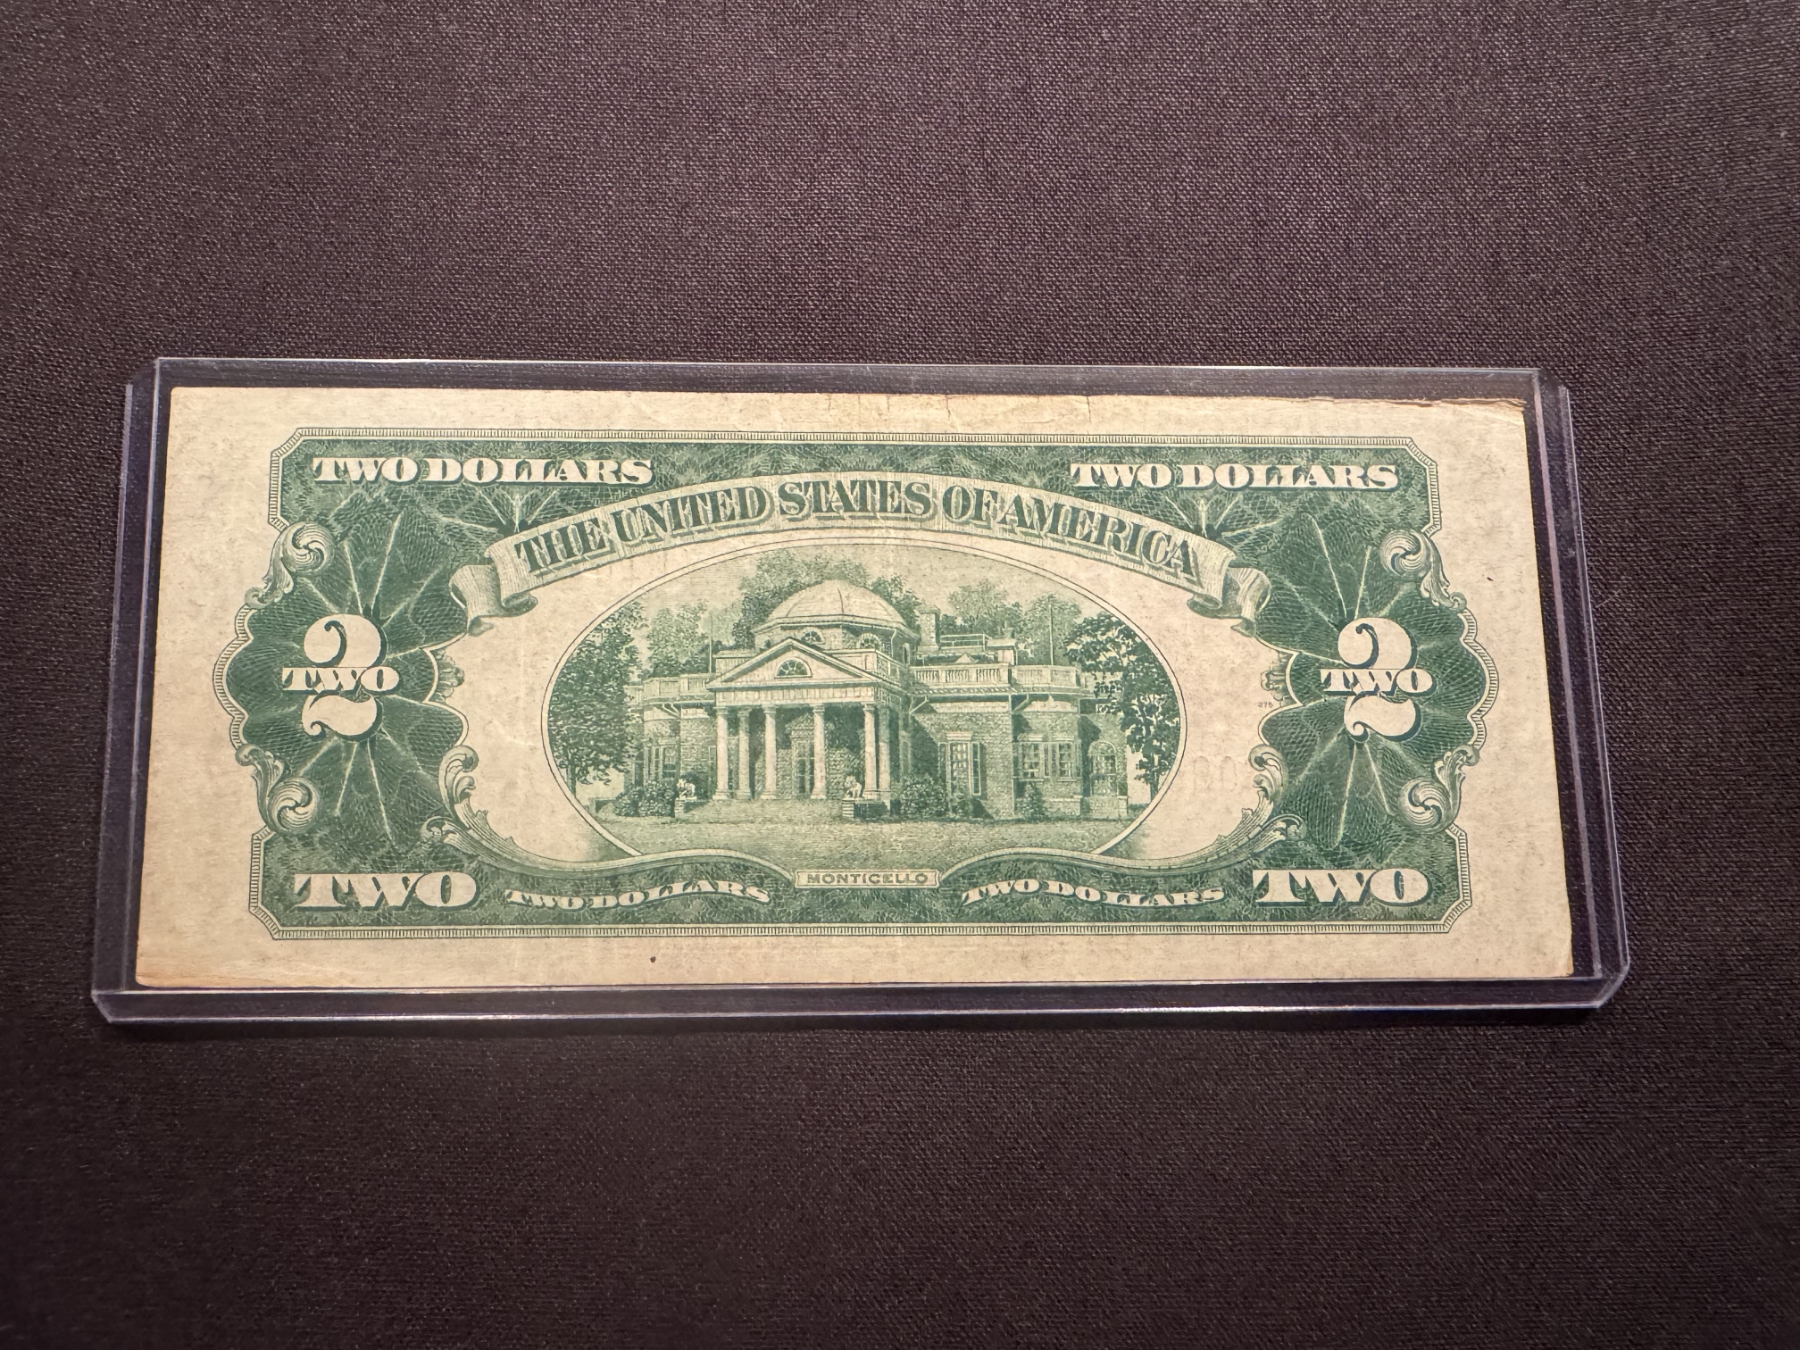 TWO DOLLARS TWO DOLLARS
THE UNITED STATES OF AMERICA
2 2
TWO TWO
MONTICELLO
TWO TWO DOLLARS TWO DOLLARS TWO